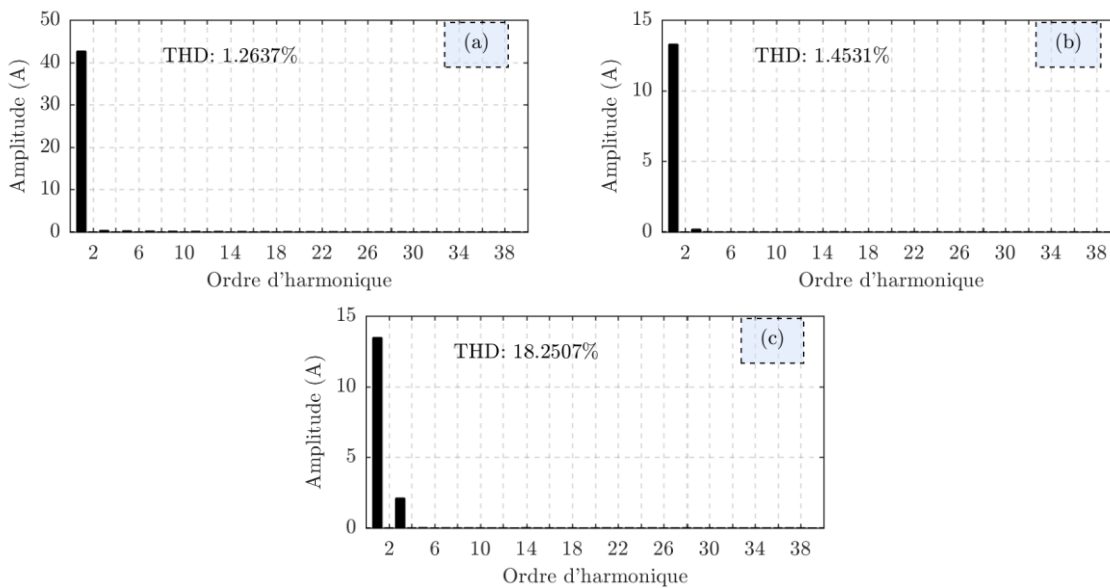 50
40
30
20
10
0
Amplitude (A)
THD: 1.2637%
(a)
2 6 10 14 18 22 26 30 34 38
Ordre d'harmonique
15
10
5
0
Amplitude (A)
THD: 1.4531%
(b)
2 6 10 14 18 22 26 30 34 38
Ordre d'harmonique
15
10
5
0
Amplitude (A)
THD: 18.2507%
(c)
2 6 10 14 18 22 26 30 34 38
Ordre d'harmonique